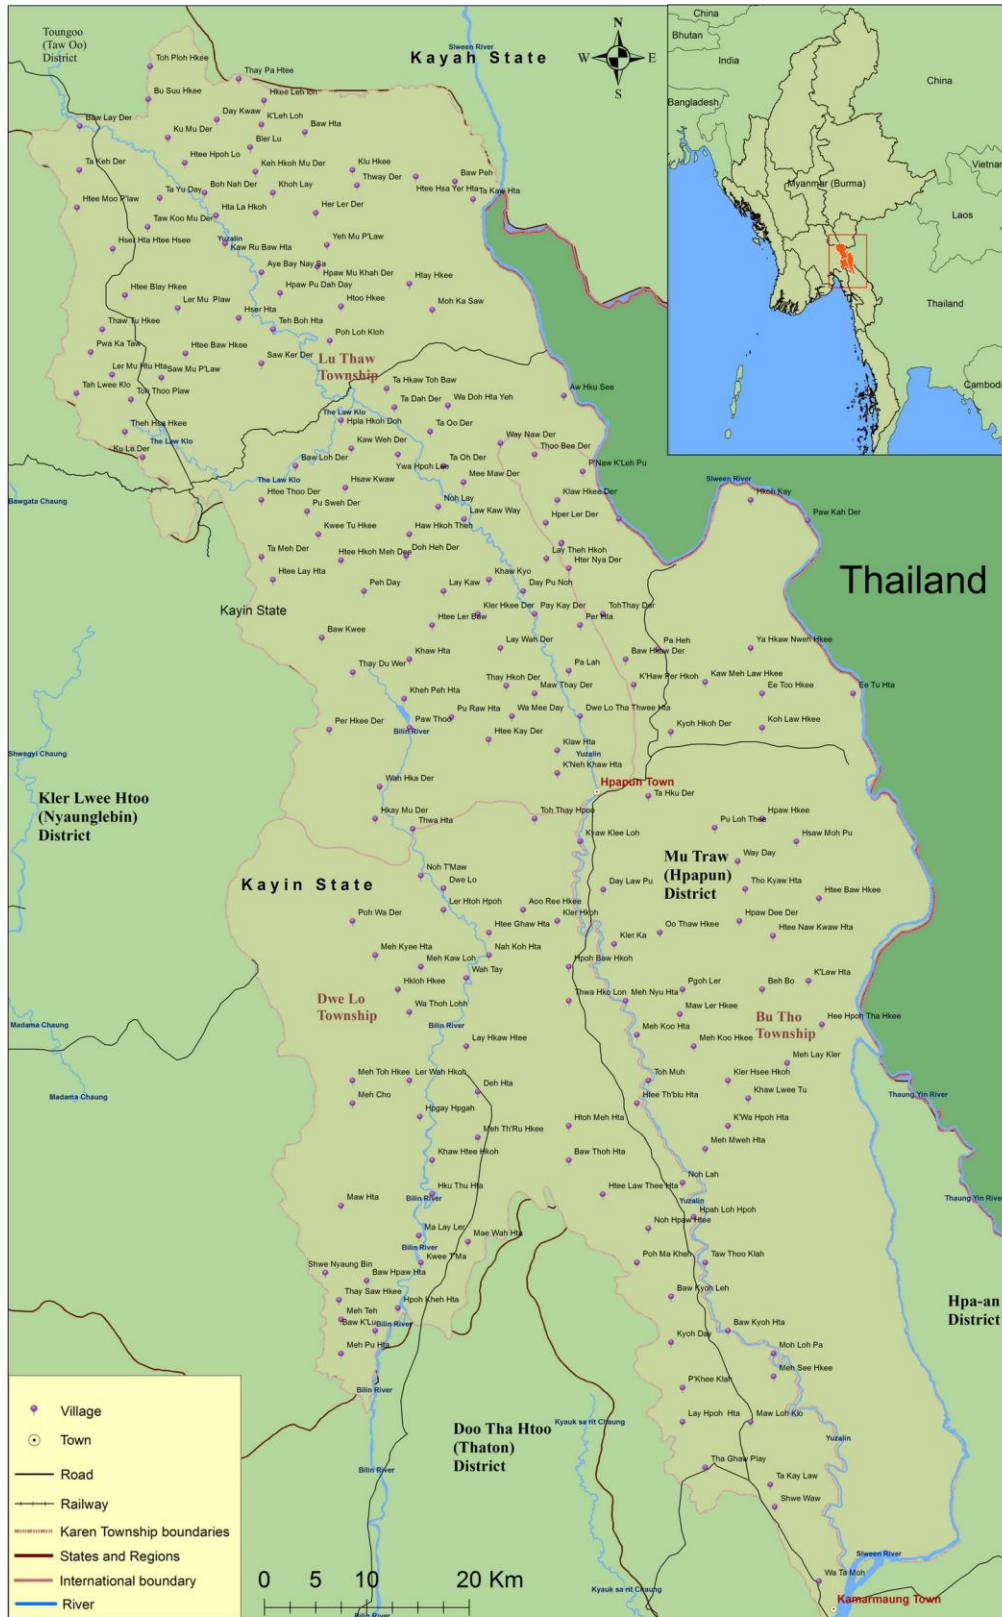 Toungoo
(Taw Oo)
District
Slween River
Kayah State
N
W
E
S
China
Bhutan
India
China
Bangladesh
Vietnam
Myanmar (Burma)
Laos
Thailand
Cambodia
Toh Ploh Hkee
Thay Pa Htee
Bu Suu Hkee
Hkee Leh loh
Day Kwaw
K'Leh Loh
Baw Lay Der
Ku Mu Der
Baw Hta
Bler Lu
Htee Hpoh Lo
Ta Keh Der
Keh Hkoh Mu Der
Klu Hkee
Baw Peh
Thway Der
Ta Yu Day
Boh Nah Der
Khoh Lay
Htee Hsa Yer Hta
Ta Kaw Hta
Htee Moo P'law
Hta La Hkoh
Her Ler Der
Taw Koo Mu Der
Yuzalin
Hser Hta Htee Hsee
Kaw Ru Baw Hta
Yeh Mu P'Law
Aye Bay Nay Sa
Hpaw Mu Khah Der
Htay Hkee
Htee Blay Hkee
Hpaw Pu Dah Day
Ler Mu Plaw
Htoo Hkee
Moh Ka Saw
Hser Hta
Thaw Tu Hkee
Teh Boh Hta
Poh Loh Kloh
Pwa Ka Taw
Htee Baw Hkee
Lu Thaw
Township
Saw Ker Der
Ler Mu Htu Hta
Saw Mu P'Law
Tah Lwee Klo
Ta Hkaw Toh Baw
Aw Hku See
Toh Thoo Plaw
Ta Dah Der
Wa Doh Hta Yeh
The Law Klo
Theh Hsa Hkee
Hpla Hkoh Doh
Ta Oo Der
Way Naw Der
The Law Klo
Kaw Weh Der
Ku La Der
Baw Loh Der
Ywa Hpoh Lee
Ta Oh Der
Thoo Bee Der
P'Naw K'Leh Pu
The Law Klo
Mee Maw Der
Slween River
Bawgata Chaung
Htee Thoo Der
Hsaw Kwaw
Klaw Hkee Der
Hkoh Kay
Pu Sweh Der
Noh Lay
Law Kaw Way
Hper Ler Der
Paw Kah Der
Kwee Tu Hkee
Haw Hkoh Theh
Ta Meh Der
Htee Hkoh Meh Der
Doh Heh Der
Lay Theh Hkoh
Hter Nya Der
Htee Lay Hta
Khaw Kyo
Thailand
Peh Day
Lay Kaw
Day Pu Noh
Kayin State
Kler Hkee Der
Pay Kay Der
TohThay Der
Htee Ler Baw
Per Hta
Baw Kwee
Lay Wah Der
Pa Heh
Ya Hkaw Nweh Hkee
Khaw Hta
Baw Hkaw Der
Thay Du Wer
Pa Lah
Thay Hkoh Der
K'Haw Per Hkoh
Kaw Meh Law Hkee
Kheh Peh Hta
Maw Thay Der
Ee Too Hkee
Ee Tu Hta
Pu Raw Hta
Wa Mee Day
Dwe Lo Tha Thwee Hta
Per Hkee Der
Paw Thoo
Kyoh Hkoh Der
Koh Law Hkee
Bilin River
Htee Kay Der
Shwegyi Chaung
Klaw Hta
Yuzalin
K'Neh Khaw Hta
Wah Hka Der
Hpapun Town
Kler Lwee Htoo
(Nyaunglebin)
District
Ta Hku Der
Hkay Mu Der
Toh Thay Hpoe
Hpaw Hkee
Thwa Hta
Pu Loh Thee
Kyaw Klee Loh
Hsaw Moh Pu
Mu Traw
(Hpapun)
District
Way Day
Kayin State
Noh T'Maw
Dwe Lo
Day Law Pu
Tho Kyaw Hta
Htee Baw Hkee
Poh Wa Der
Ler Htoh Hpoh
Aoo Ree Hkee
Kler Hkoh
Hpaw Dee Der
Htee Ghaw Hta
Oo Thaw Hkee
Htee Naw Kwaw Hta
Kler Ka
Meh Kyee Hta
Nah Koh Hta
Meh Kaw Loh
Hpoh Baw Hkoh
Wah Tay
K'Law Hta
Hkloh Hkee
Pgoh Ler
Beh Bo
Dwe Lo
Township
Wa Thoh Lohh
Thwa Hko Lon
Meh Nyu Hta
Maw Ler Hkee
Bu Tho
Township
Madama Chaung
Bilin River
Hee Hpoh Tha Hkee
Meh Koo Hta
Lay Hkaw Htee
Meh Koo Hkee
Meh Lay Kler
Meh Toh Hkee
Ler Wah Hkoh
Toh Muh
Kler Hsee Hkoh
Deh Hta
Madama Chaung
Thaung Yin River
Meh Cho
Htee Th'blu Hta
Khaw Lwee Tu
Hpgay Hpgah
Htoh Meh Hta
K'Wa Hpoh Hta
Meh Th'Ru Hkee
Meh Mweh Hta
Khaw Htee Hkoh
Baw Thoh Hta
Noh Lah
Hku Thu Hta
Htee Law Thee Hta
Maw Hta
Bilin River
Yuzalin
Thaung Yin River
Hpah Loh Hpoh
Noh Hpaw Htee
Ma Lay Ler
Mae Wah Hta
Bilin River
Poh Ma Kheh
Taw Thoo Klah
Shwe Nyaung Bin
Kwee T'Ma
Baw Hpaw Hta
Thay Saw Hkee
Hpoh Kheh Hta
Baw Kyoh Leh
Hpa-an
District
Meh Teh
Baw K'Lu
Bilin River
Baw Kyoh Hta
Kyoh Day
Meh Pu Hta
Moh Loh Pa
Meh See Hkee
Bilin River
P'Khee Klah
Village
Doo Tha Htoo
(Thaton)
District
Kyauk sa rit Chaung
Lay Hpoh Hta
Maw Loh Klo
Town
Yuzalin
Bilin River
Tha Ghaw Play
Road
Ta Kay Law
Railway
Shwe Waw
Karen Township boundaries
States and Regions
Slween River
International boundary
0 5 10 20 Km
Wa Ta Moh
Kyauk sa rit Chaung
River
Kamarmaung Town
Bilin River